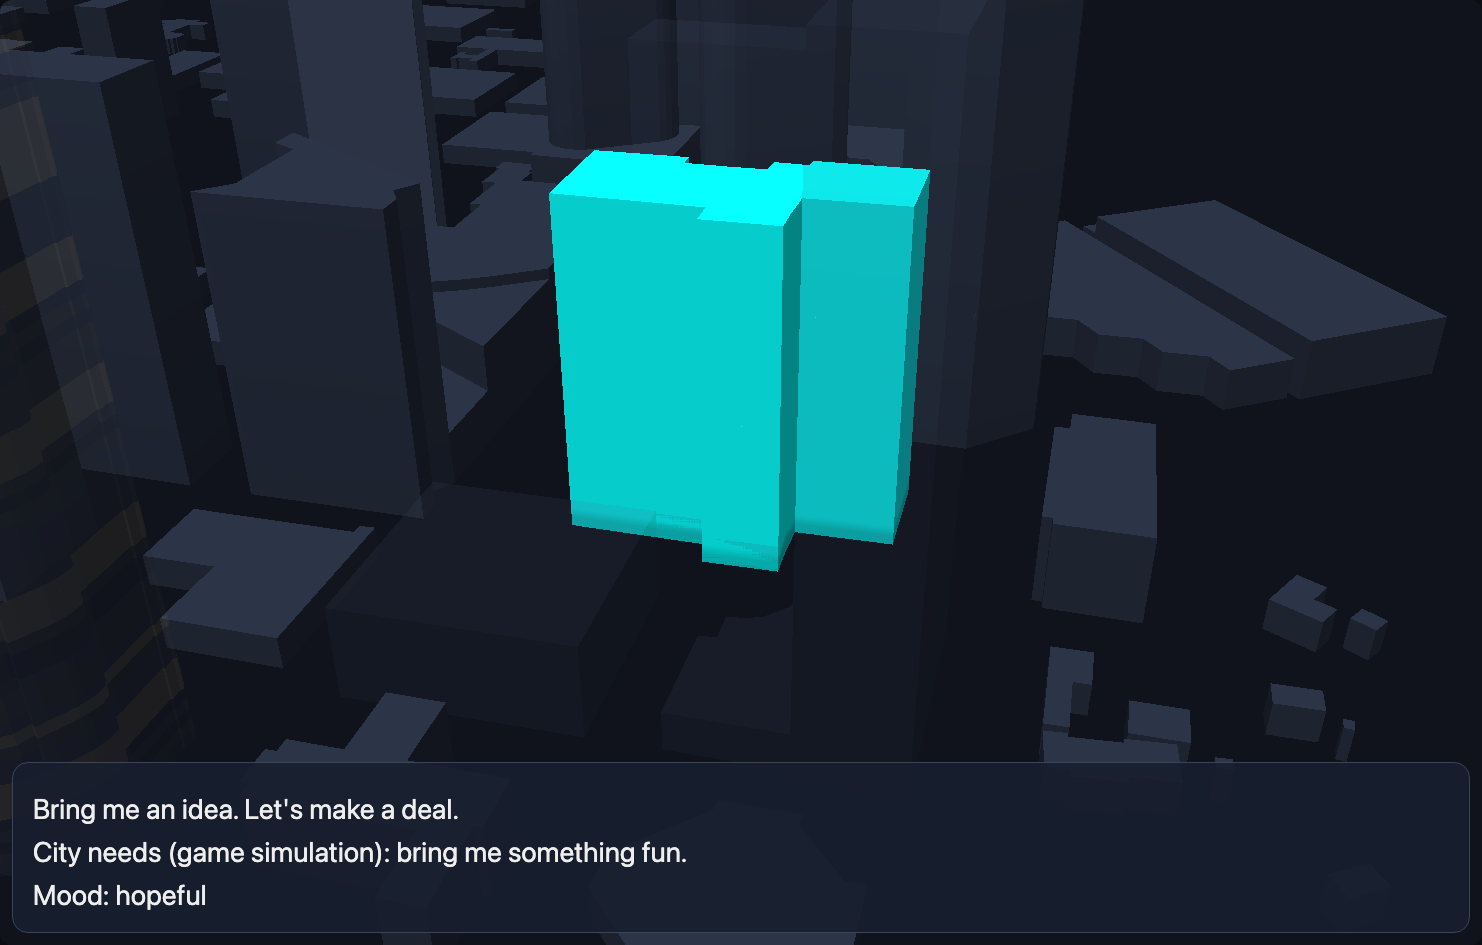 Bring me an idea. Let's make a deal.
City needs (game simulation): bring me something fun.
Mood: hopeful